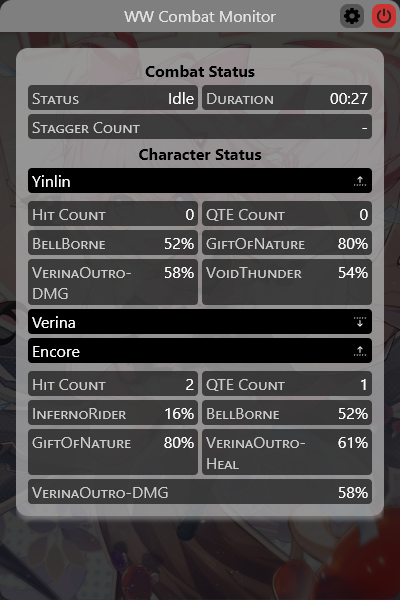 WW Combat Monitor
Combat Status
Status Idle Duration 00:27
Stagger Count -
Character Status
Yinlin
Hit Count 0 QTE Count 0
BellBorne 52% GiftOfNature 80%
VerinaOutro- 58% VoidThunder 54%
DMG
Verina
Encore
Hit Count 2 QTE Count 1
InfernoRider 16% BellBorne 52%
GiftOfNature 80% VerinaOutro- 61%
Heal
VerinaOutro-DMG 58%